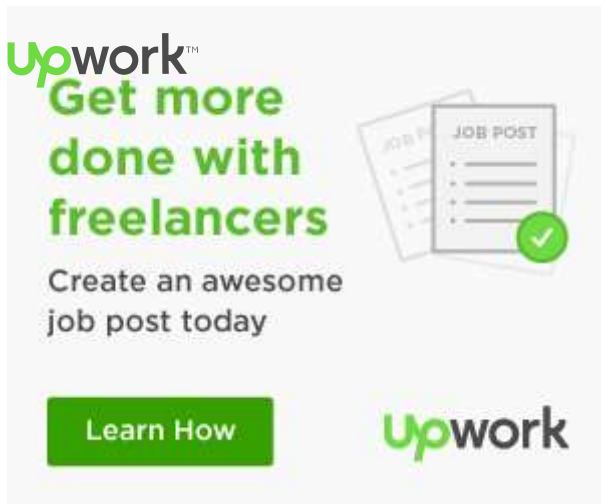 upwork™
Get more
done with
freelancers
JOB POST
Create an awesome
job post today
Learn How
upwork